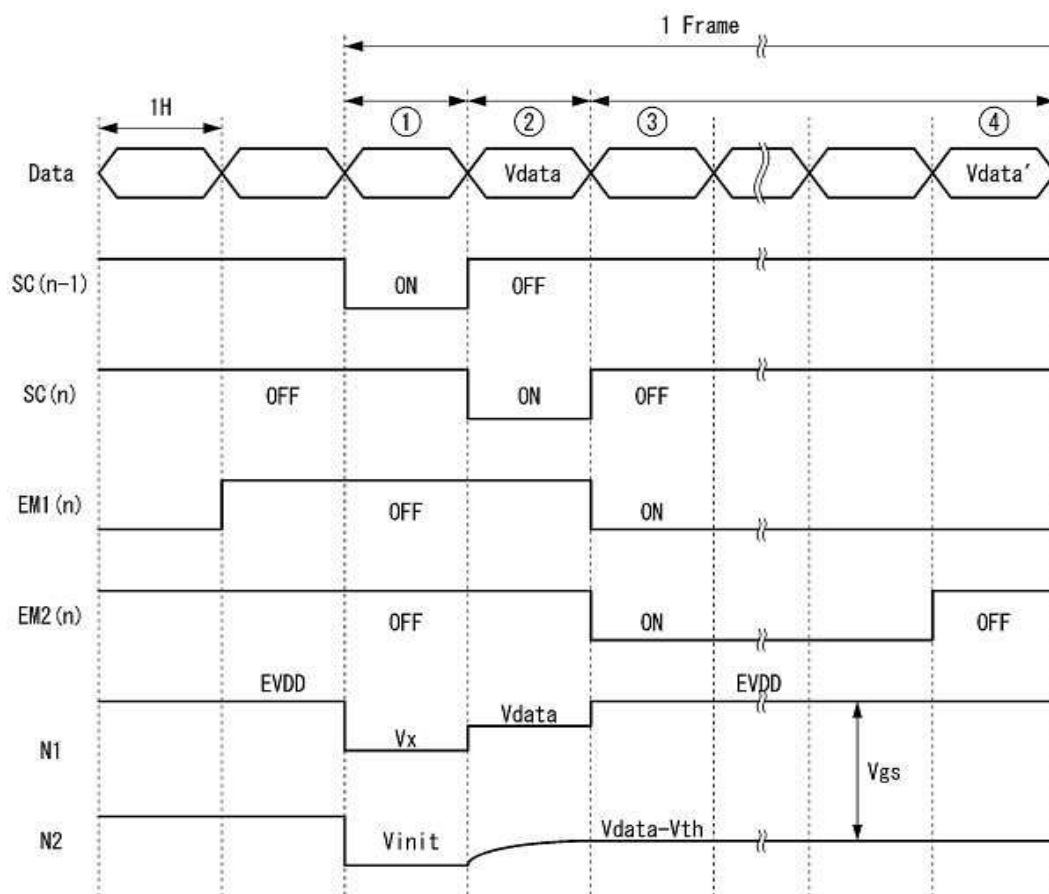 1 Frame
1H ① ② ③ ④
Data Vdata Vdata′
SC(n-1) ON OFF
SC(n) OFF ON OFF
EM1(n) OFF ON
EM2(n) OFF ON OFF
EVDD EVDD
N1 Vx Vdata
Vgs
N2 Vinit Vdata-Vth